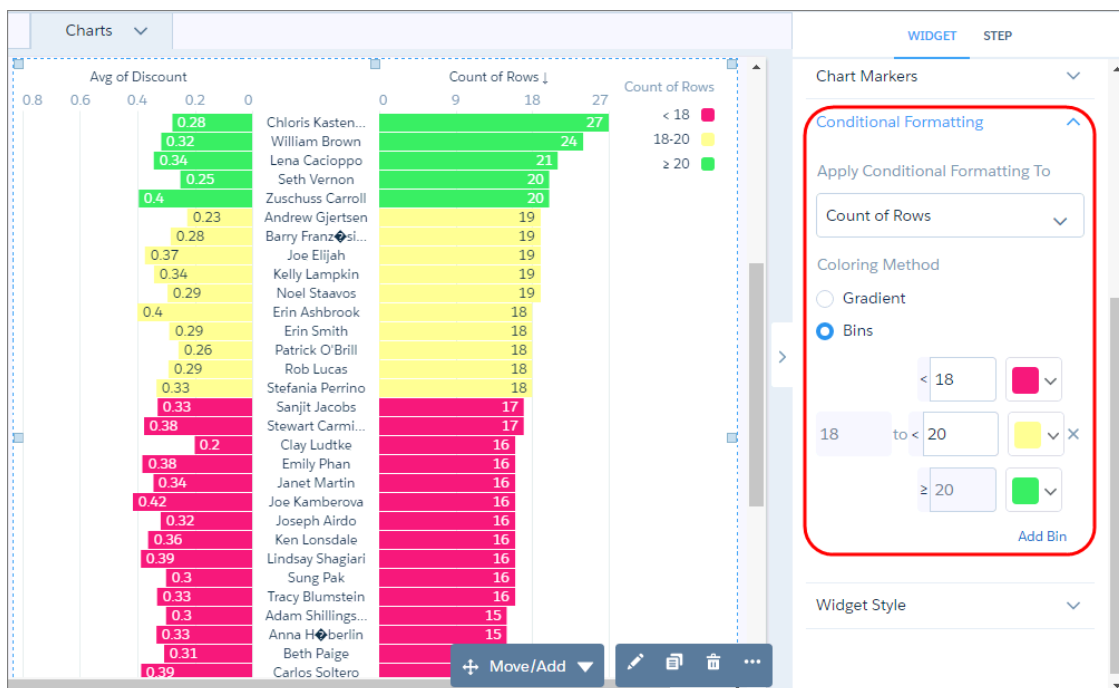 Charts
WIDGET STEP
Avg of Discount Count of Rows ↓
0.8 0.6 0.4 0.2 0 0 9 18 27
0.28 Chloris Kasten... 27
0.32 William Brown 24
0.34 Lena Cacioppo 21
0.25 Seth Vernon 20
0.4 Zuschuss Carroll 20
0.23 Andrew Gjertsen 19
0.28 Barry Franz�si... 19
0.37 Joe Elijah 19
0.34 Kelly Lampkin 19
0.29 Noel Staavos 19
0.4 Erin Ashbrook 18
0.29 Erin Smith 18
0.26 Patrick O'Brill 18
0.29 Rob Lucas 18
0.33 Stefania Perrino 18
0.33 Sanjit Jacobs 17
0.38 Stewart Carmi... 17
0.2 Clay Ludtke 16
0.38 Emily Phan 16
0.34 Janet Martin 16
0.42 Joe Kamberova 16
0.32 Joseph Airdo 16
0.36 Ken Lonsdale 16
0.39 Lindsay Shagiari 16
0.3 Sung Pak 16
0.33 Tracy Blumstein 16
0.3 Adam Shillings... 15
0.33 Anna H�berlin 15
0.31 Beth Paige
0.39 Carlos Soltero
Count of Rows
< 18
18-20
≥ 20
Move/Add
Chart Markers
Conditional Formatting
Apply Conditional Formatting To
Count of Rows
Coloring Method
Gradient
Bins
< 18
18 to < 20
≥ 20
Add Bin
Widget Style